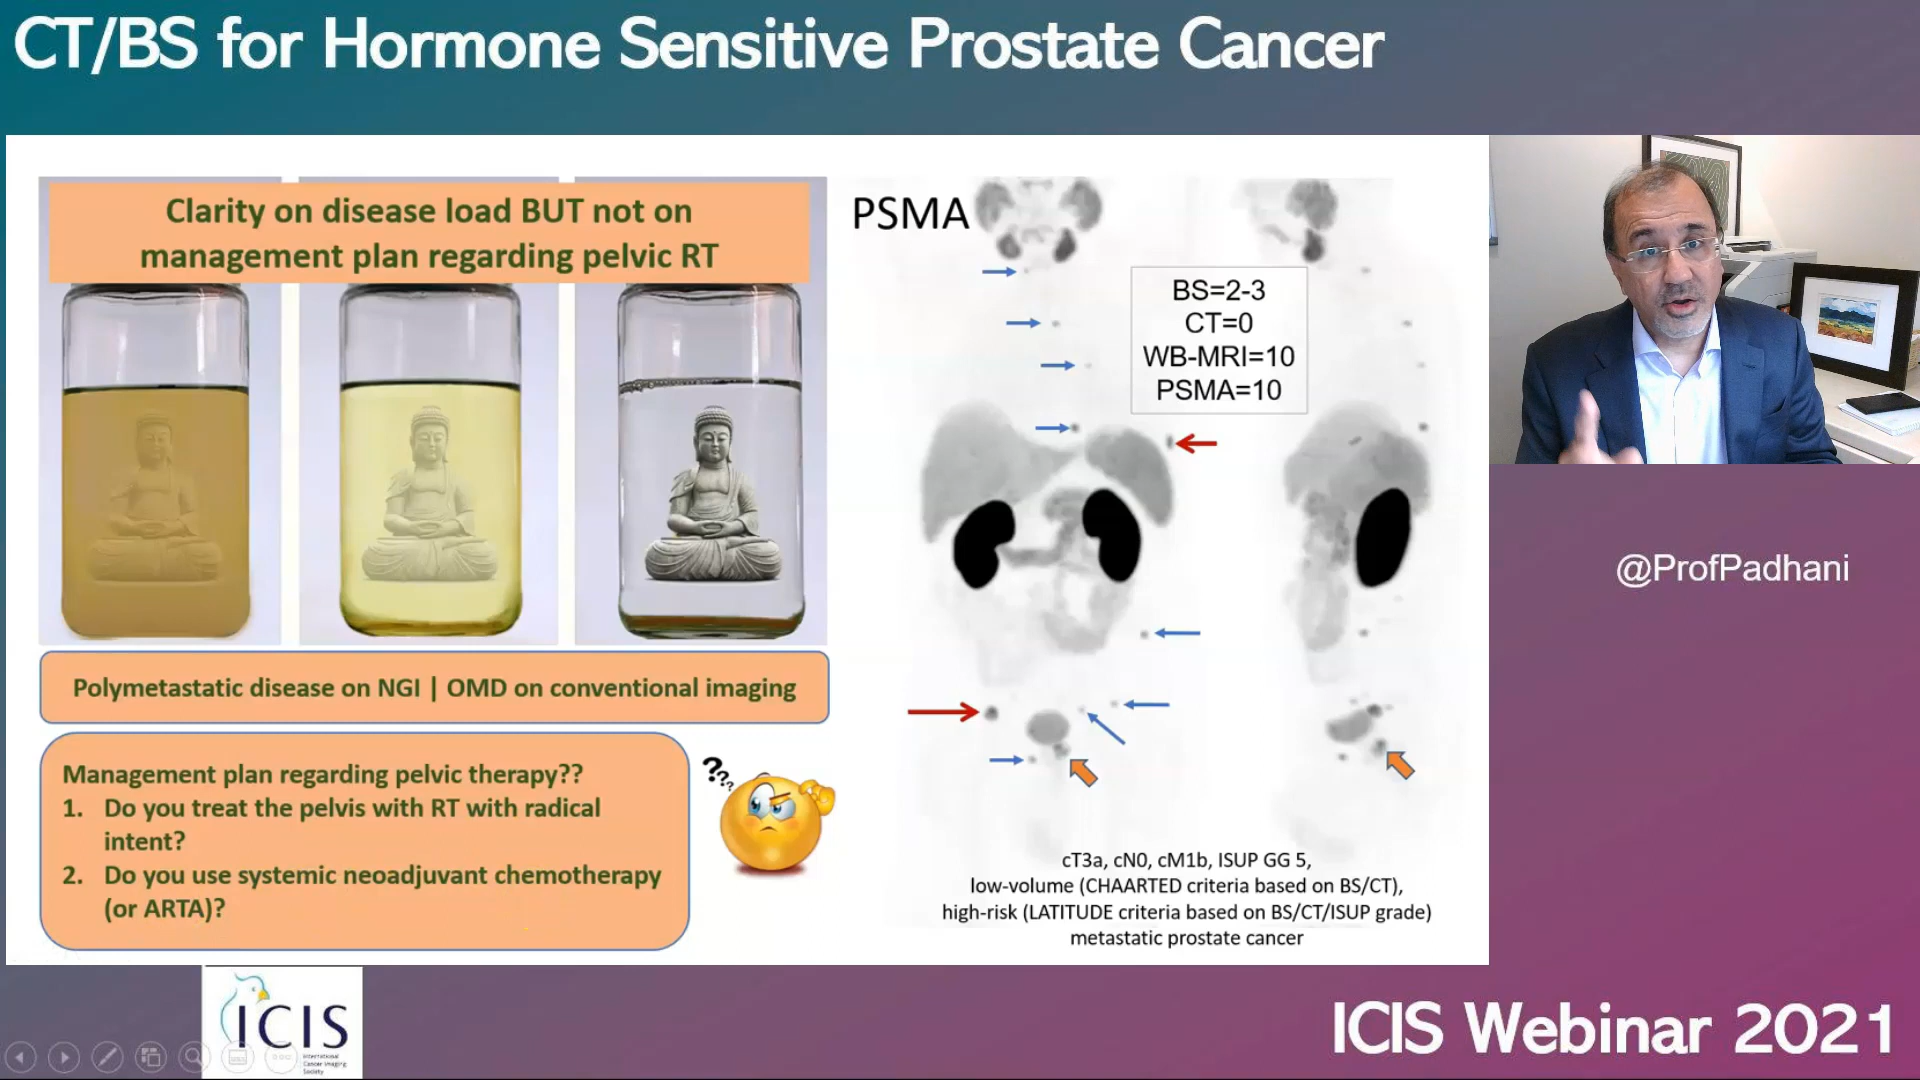 CT/BS for Hormone Sensitive Prostate Cancer
Clarity on disease load BUT not on
management plan regarding pelvic RT
Polymetastatic disease on NGI | OMD on conventional imaging
Management plan regarding pelvic therapy??
1. Do you treat the pelvis with RT with radical
intent?
2. Do you use systemic neoadjuvant chemotherapy
(or ARTA)?
????
PSMA
BS=2-3
CT=0
WB-MRI=10
PSMA=10
cT3a, cN0, cM1b, ISUP GG 5,
low-volume (CHAARTED criteria based on BS/CT),
high-risk (LATITUDE criteria based on BS/CT/ISUP grade)
metastatic prostate cancer
@ProfPadhani
ICIS
International
Cancer Imaging
Society
ICIS Webinar 2021